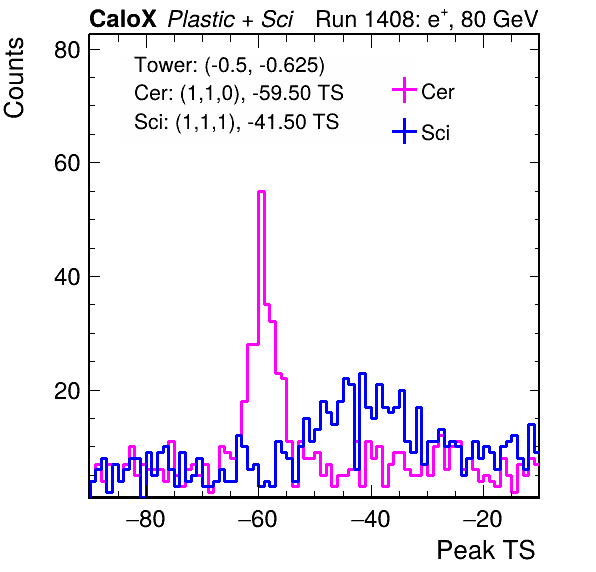 CaloX Plastic + Sci Run 1408: e+, 80 GeV
Counts
80
60
40
20
Tower: (-0.5, -0.625)
Cer: (1,1,0), -59.50 TS
Sci: (1,1,1), -41.50 TS
Cer
Sci
−80 −60 −40 −20
Peak TS